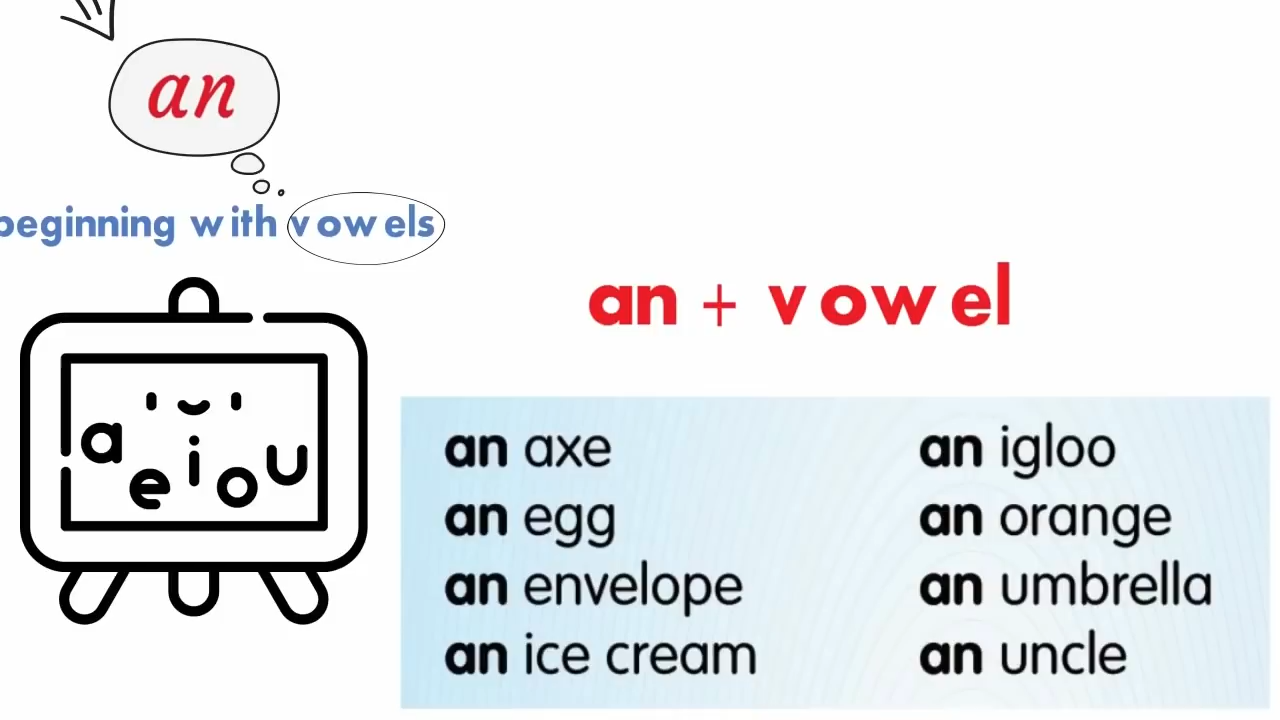 an
beginning with vowels
a e i o u
an + vowel
an axe
an egg
an envelope
an ice cream
an igloo
an orange
an umbrella
an uncle